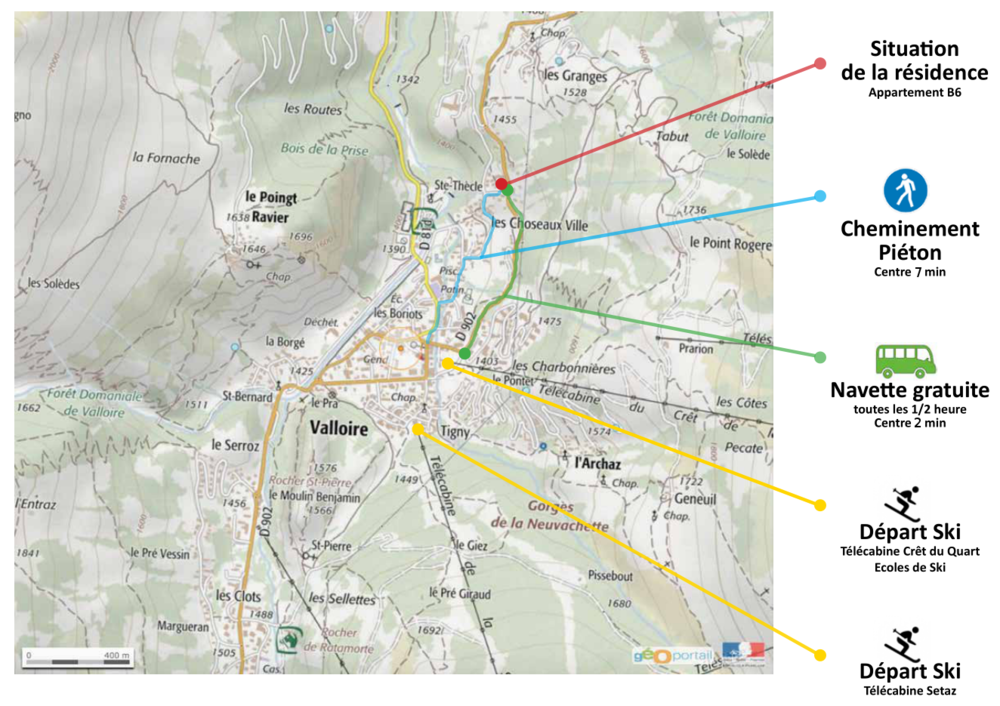 Situation
de la résidence
Appartement B6
Cheminement
Piéton
Centre 7 min
Navette gratuite
toutes les 1/2 heure
Centre 2 min
Départ Ski
Télécabine Crêt du Quart
Ecoles de Ski
Départ Ski
Télécabine Setaz
Chap.
les Granges
1528
1342
1455
les Routes
Bois de la Prise
la Fornache
Tabut
Forêt Domania
de Valloire
le Solède
Ste-Thècle
le Poingt
Ravier
1638
1696
1646
Chap
1390
D 902
les Choseaux Ville
1736
le Point Rogere
les Solèdes
Pisc.
Patin.
Ec.
les Boriots
Déchet.
D 902
1475
la Borgé
Gend
1403
les Charbonnières
Prarion
Télés
1425
le Pontet
Télécabine
du
Crêt
de
les Côtes
Pecate
Forêt Domaniale
de Valloire
1662
1511
St-Bernard
le Pra
Chap.
Valloire
Tigny
1574
le Serroz
l'Archaz
Chap.
1722
Geneuil
Chap.
1576
Rocher St-Pierre
le Moulin Benjamin
1566
1449
Télécabine
de
la
Gorges
de la Neuvachette
l'Entraz
1456
D 902
1841
le Pré Vessin
St-Pierre
le Giez
Pissebout
les Clots
les Sellettes
le Pré Giraud
1680
1488
Margueran
Rocher
de Rotomorte
1692
1505
Cas.
0 400 m
géoportail